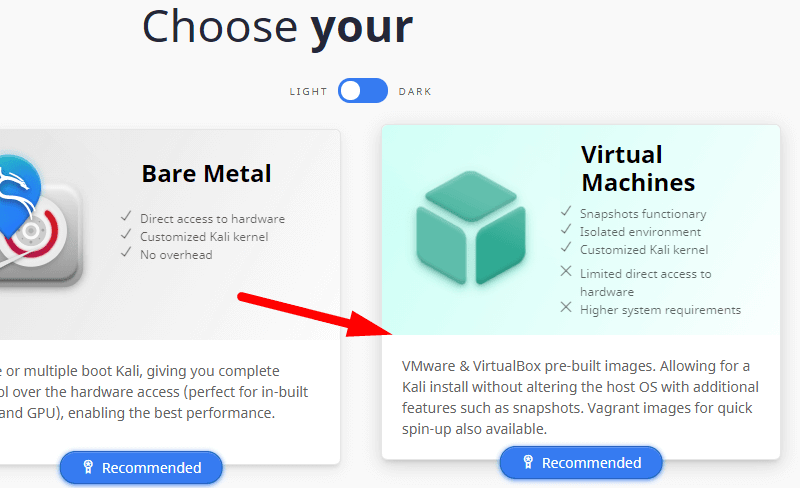 Choose your
LIGHT DARK
Bare Metal
Direct access to hardware
Customized Kali kernel
No overhead
or multiple boot Kali, giving you complete
over the hardware access (perfect for in-built
and GPU), enabling the best performance.
Recommended
Virtual
Machines
Snapshots functionary
Isolated environment
Customized Kali kernel
Limited direct access to
hardware
Higher system requirements
VMware & VirtualBox pre-built images. Allowing for a
Kali install without altering the host OS with additional
features such as snapshots. Vagrant images for quick
spin-up also available.
Recommended